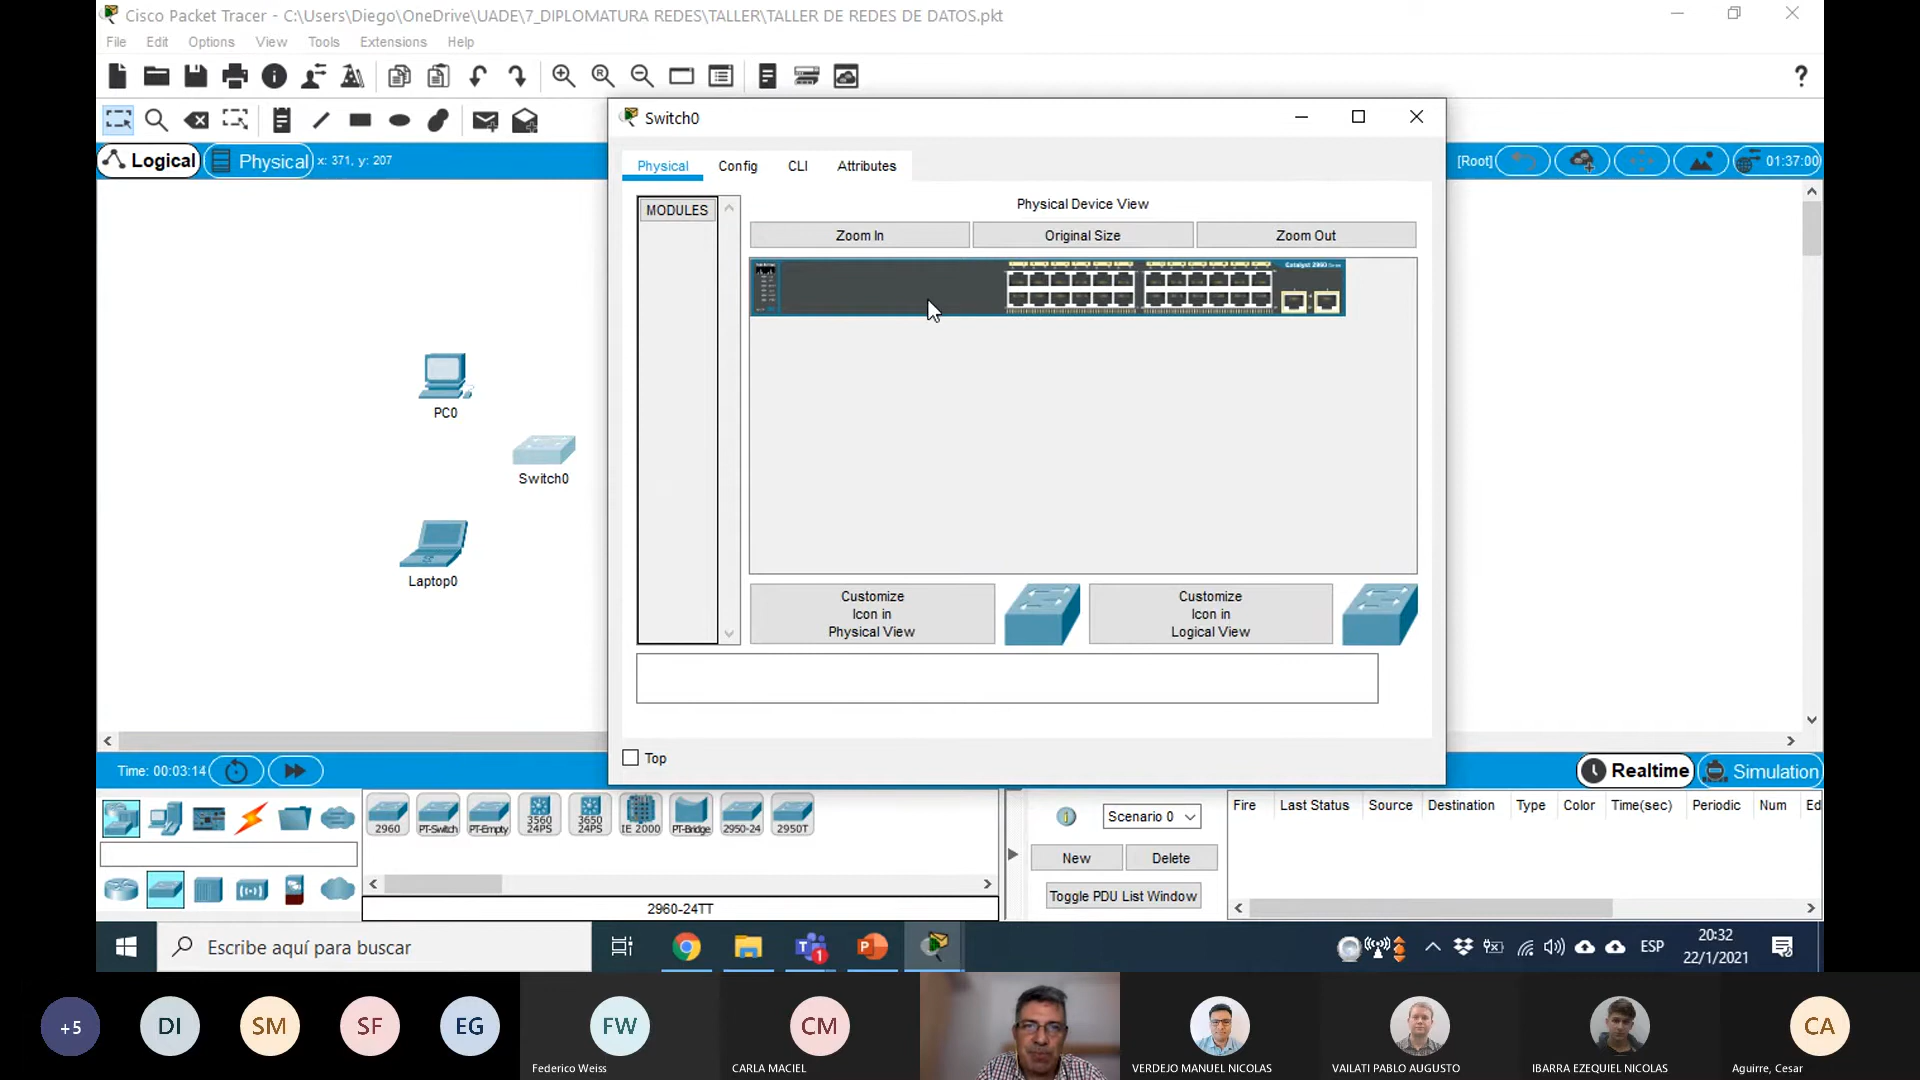 Cisco Packet Tracer - C:\Users\Diego\OneDrive\UADE\7_DIPLOMATURA REDES\TALLER\TALLER DE REDES DE DATOS.pkt
File Edit Options View Tools Extensions Help
?
Switch0
Logical Physical x: 371, y: 207
[Root] 01:37:00
Physical Config CLI Attributes
MODULES
Physical Device View
Zoom In Original Size Zoom Out
Catalyst 2960 Series
PC0
Switch0
Laptop0
Customize
Icon in
Physical View
Customize
Icon in
Logical View
Top
Time: 00:03:14
Realtime Simulation
2960 PT-Switch PT-Empty 3560 24PS 3650 24PS IE 2000 PT-Bridge 2950-24 2950T
2960-24TT
Scenario 0
New Delete
Toggle PDU List Window
Fire Last Status Source Destination Type Color Time(sec) Periodic Num Ed
Escribe aquí para buscar
T 1 P
ESP
20:32
22/1/2021
+5 DI SM SF EG FW CM CA
Federico Weiss CARLA MACIEL VERDEJO MANUEL NICOLAS VAILATI PABLO AUGUSTO IBARRA EZEQUIEL NICOLAS Aguirre, Cesar